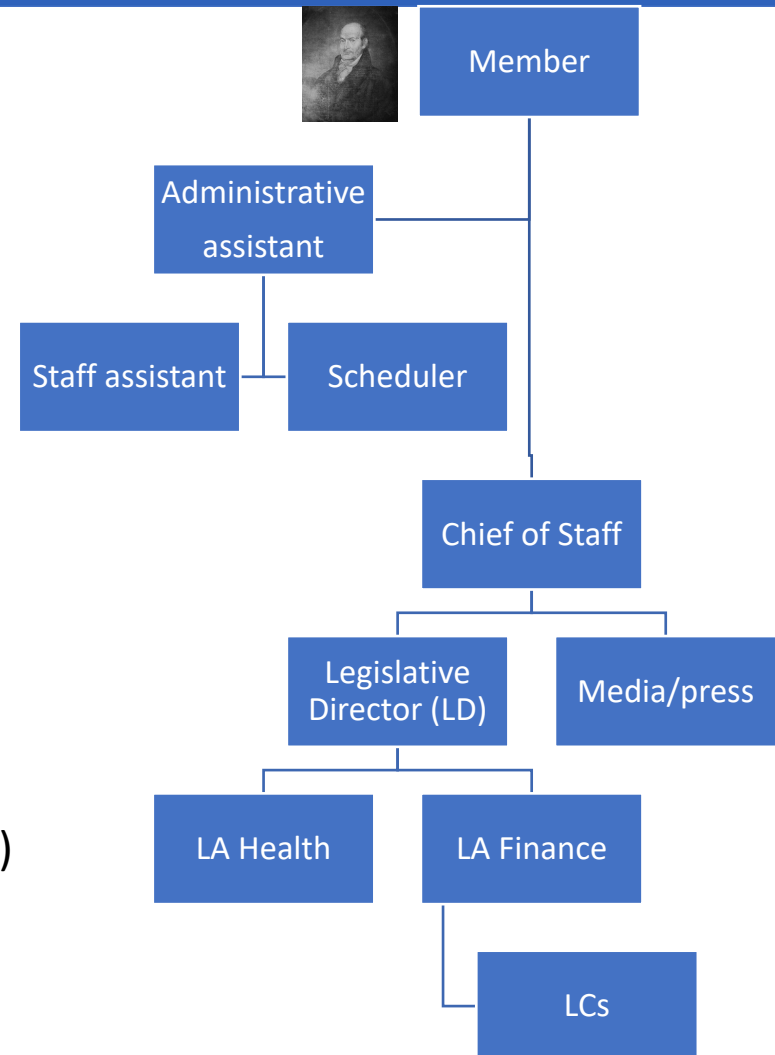 Member
Administrative
assistant
Staff assistant
Scheduler
Chief of Staff
Legislative
Director (LD)
Media/press
)
LA Health
LA Finance
LCs